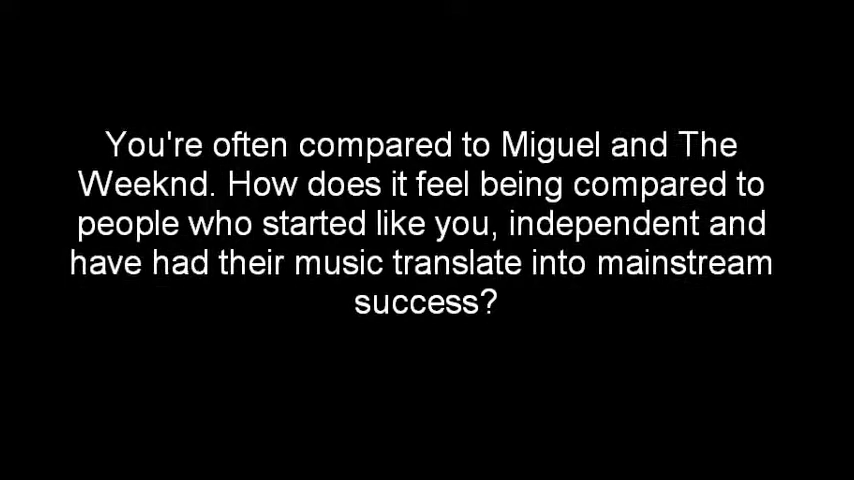 You're often compared to Miguel and The
Weeknd. How does it feel being compared to
people who started like you, independent and
have had their music translate into mainstream
success?